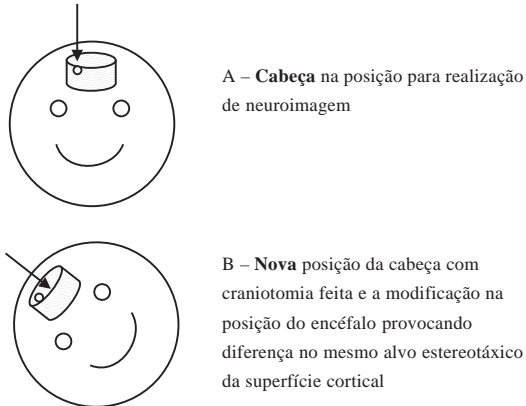 A – Cabeça na posição para realização
de neuroimagem
B – Nova posição da cabeça com
craniotomia feita e a modificação na
posição do encéfalo provocando
diferença no mesmo alvo estereotáxico
da superfície cortical